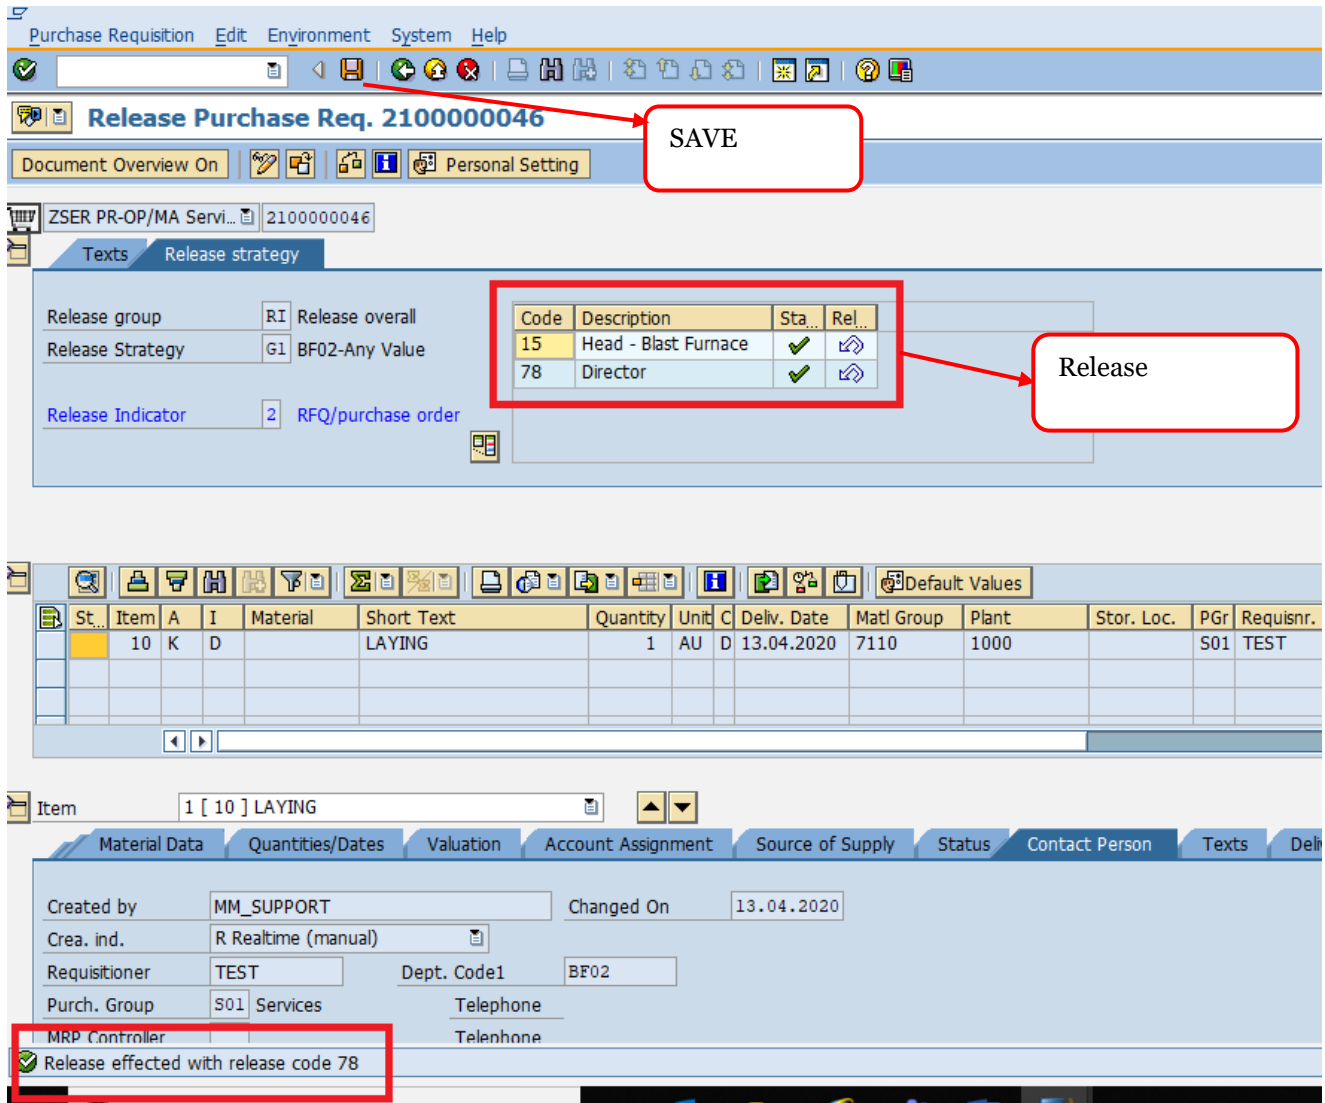 Purchase Requisition Edit Environment System Help
Release Purchase Req. 2100000046
SAVE
Document Overview On Personal Setting
ZSER PR-OP/MA Servi... 2100000046
Texts Release strategy
Release group RI Release overall
Code Description Sta... Rel...
Release Strategy G1 BF02-Any Value
15 Head - Blast Furnace
78 Director
Release
Release Indicator 2 RFQ/purchase order
Default Values
St... Item A I Material Short Text Quantity Unit C Deliv. Date Matl Group Plant Stor. Loc. PGr Requisnr.
10 K D LAYING 1 AU D 13.04.2020 7110 1000 S01 TEST
Item 1 [ 10 ] LAYING
Material Data Quantities/Dates Valuation Account Assignment Source of Supply Status Contact Person Texts Deli
Created by MM_SUPPORT Changed On 13.04.2020
Crea. ind. R Realtime (manual)
Requisitioner TEST Dept. Code1 BF02
Purch. Group S01 Services Telephone
MRP Controller Telephone
Release effected with release code 78